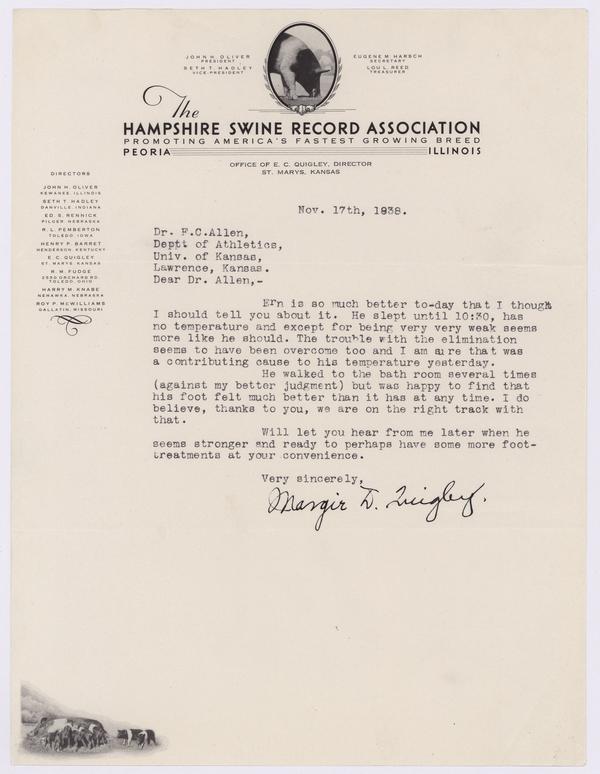 JOHN H. OLIVER
PRESIDENT
SETH T. HADLEY
VICE-PRESIDENT
EUGENE M. HARSCH
SECRETARY
LOU L. REED
TREASURER
The
HAMPSHIRE SWINE RECORD ASSOCIATION
PROMOTING AMERICA'S FASTEST GROWING BREED
PEORIA ILLINOIS
OFFICE OF E. C. QUIGLEY, DIRECTOR
ST. MARYS, KANSAS
DIRECTORS
JOHN H. OLIVER
KEWANEE, ILLINOIS
SETH T. HADLEY
DANVILLE, INDIANA
ED. S. RENNICK
PILGER, NEBRASKA
R. L. PEMBERTON
TOLEDO, IOWA
HENRY P. BARRET
HENDERSON, KENTUCKY
E. C. QUIGLEY
ST. MARYS, KANSAS
R. M. FUDGE
2550 ORCHARD RD.
TOLEDO, OHIO
HARRY M. KNABE
NEHAWKA, NEBRASKA
ROY P. McWILLIAMS
GALLATIN, MISSOURI
Nov. 17th, 1938.
Dr. F.C.Allen,
Deptt of Athletics,
Univ. of Kansas,
Lawrence, Kansas.
Dear Dr. Allen,-
Ern is so much better to-day that I though
I should tell you about it. He slept until 10:30, has
no temperature and except for being very very weak seems
more like he should. The trouble with the elimination
seems to have been overcome too and I am sure that was
a contributing cause to his temperature yesterday.
He walked to the bath room several times
(against my better judgment) but was happy to find that
his foot felt much better than it has at any time. I do
believe, thanks to you, we are on the right track with
that.
Will let you hear from me later when he
seems stronger and ready to perhaps have some more foot-
treatments at your convenience.
Very sincerely,
Margir D. Quigley.